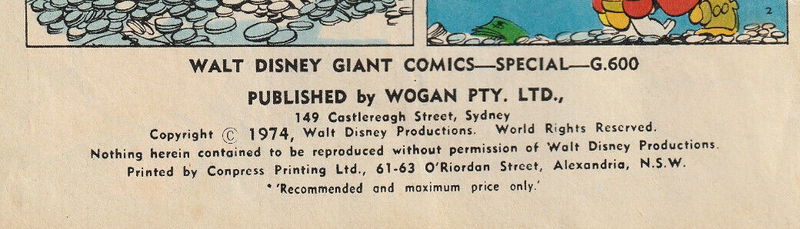 2
WALT DISNEY GIANT COMICS—SPECIAL—G.600
PUBLISHED by WOGAN PTY. LTD.,
149 Castlereagh Street, Sydney
Copyright © 1974, Walt Disney Productions. World Rights Reserved.
Nothing herein contained to be reproduced without permission of Walt Disney Productions.
Printed by Conpress Printing Ltd., 61-63 O'Riordan Street, Alexandria, N.S.W.
* 'Recommended and maximum price only.'